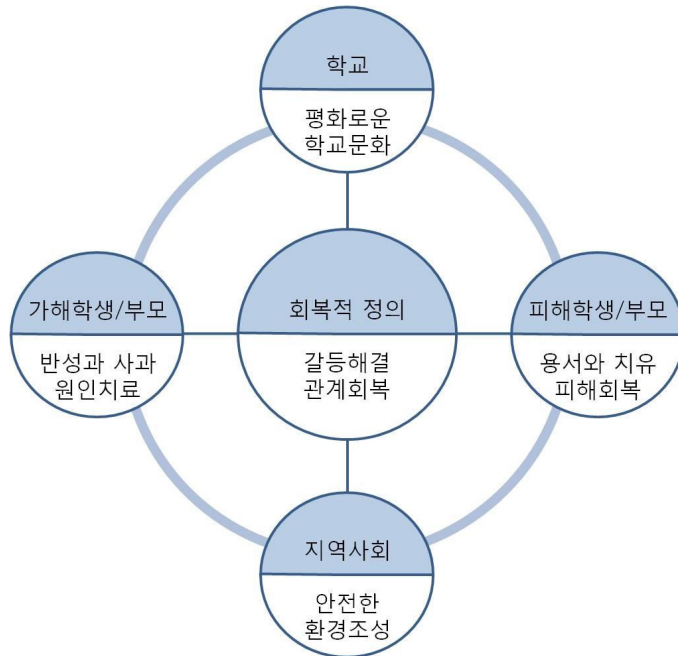 학교
평화로운
학교문화
가해학생/부모
반성과 사과
원인치료
회복적 정의
갈등해결
관계회복
피해학생/부모
용서와 치유
피해회복
지역사회
안전한
환경조성